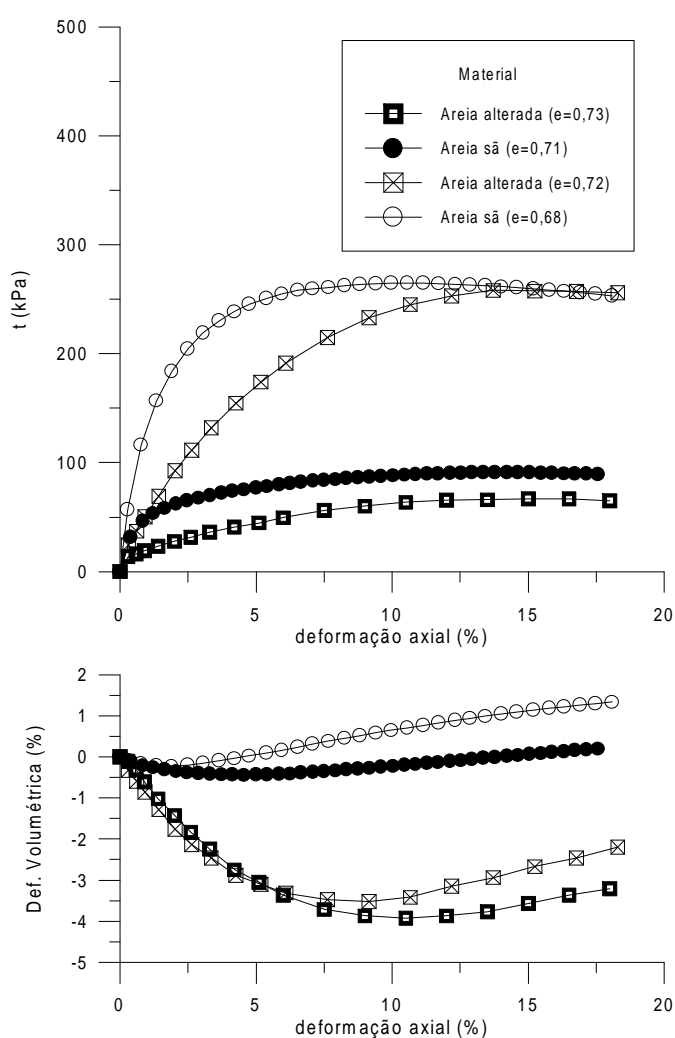 500
400
300
200
100
0
t (kPa)
Material
Areia alterada (e=0,73)
Areia sã (e=0,71)
Areia alterada (e=0,72)
Areia sã (e=0,68)
0 5 10 15 20
deformação axial (%)
2
1
0
-1
-2
-3
-4
-5
Def. Volumétrica (%)
0 5 10 15 20
deformação axial (%)